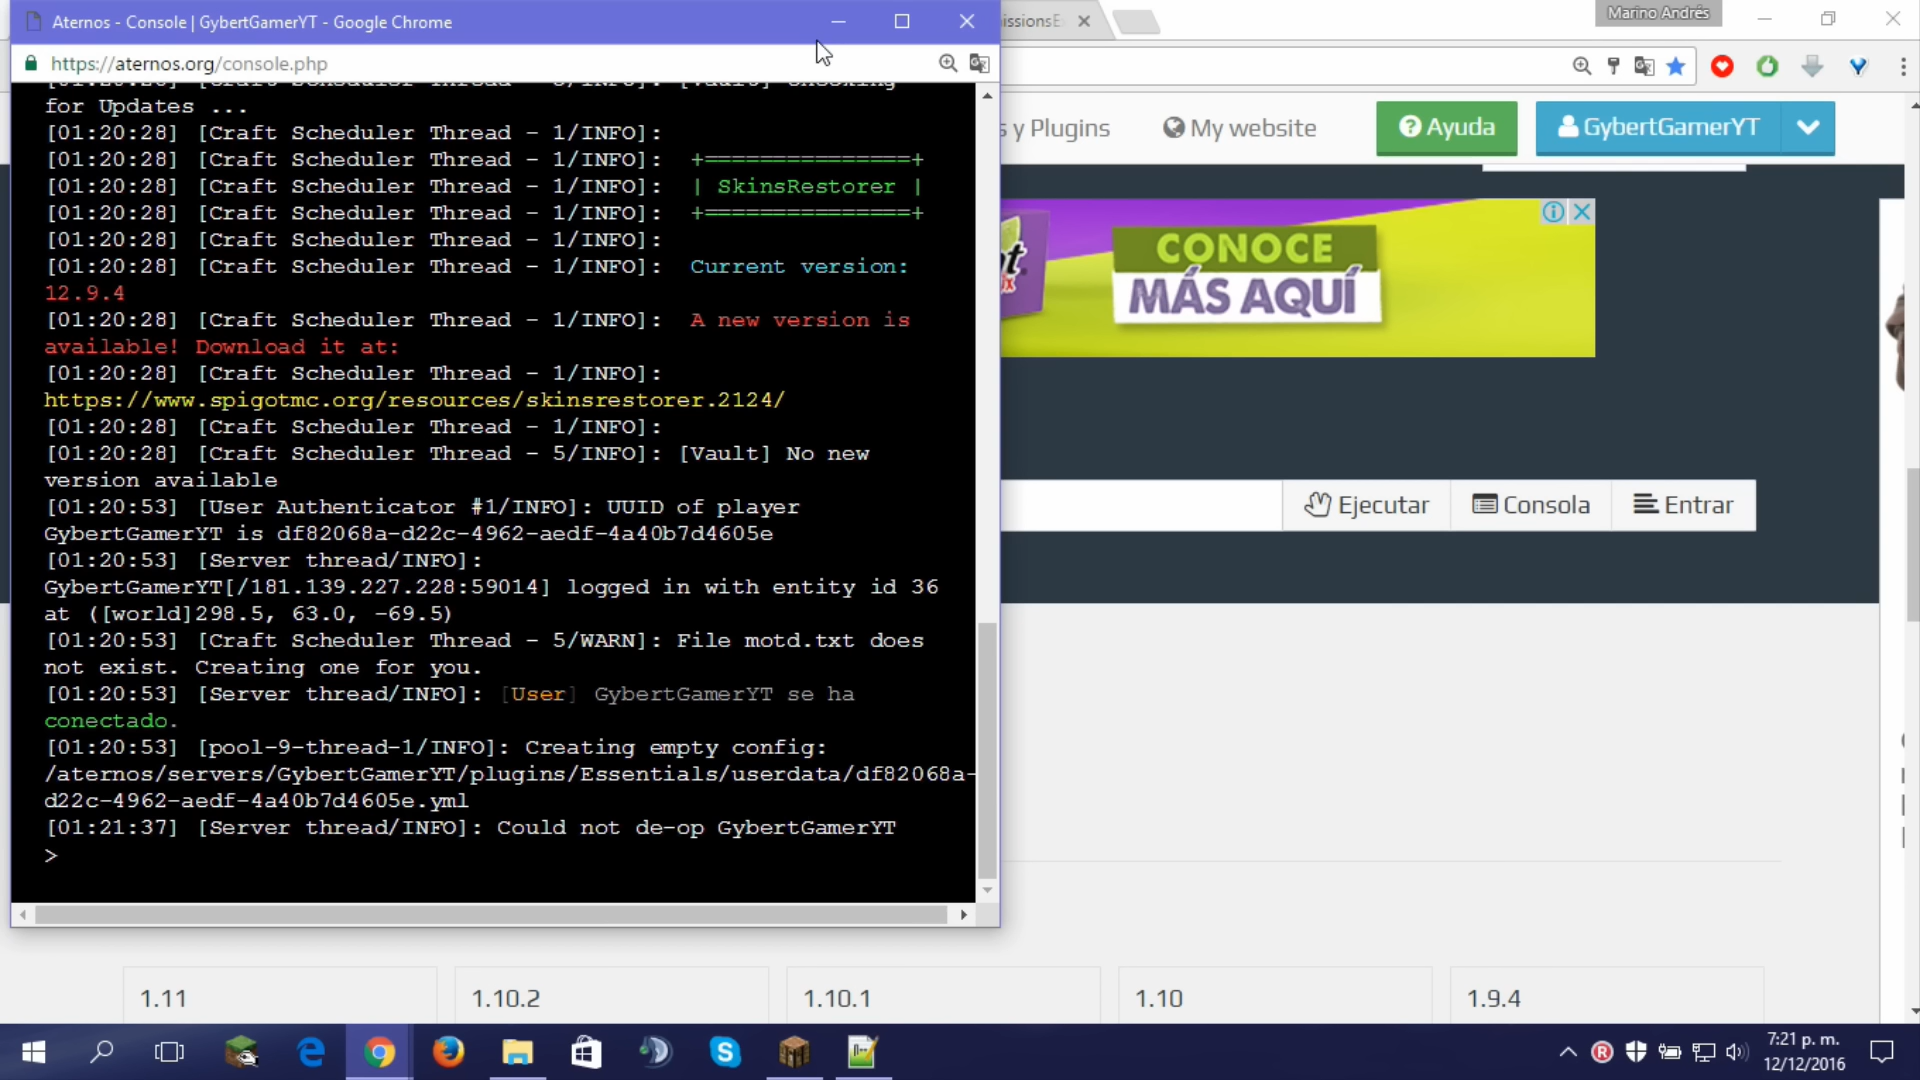 Aternos - Console | GybertGamerYT - Google Chrome
Marino Andrés
https://aternos.org/console.php
for Updates ...
[01:20:28] [Craft Scheduler Thread - 1/INFO]:
[01:20:28] [Craft Scheduler Thread - 1/INFO]: +===============+
[01:20:28] [Craft Scheduler Thread - 1/INFO]: | SkinsRestorer |
[01:20:28] [Craft Scheduler Thread - 1/INFO]: +===============+
[01:20:28] [Craft Scheduler Thread - 1/INFO]:
[01:20:28] [Craft Scheduler Thread - 1/INFO]: Current version:
12.9.4
[01:20:28] [Craft Scheduler Thread - 1/INFO]: A new version is
available! Download it at:
[01:20:28] [Craft Scheduler Thread - 1/INFO]:
https://www.spigotmc.org/resources/skinsrestorer.2124/
[01:20:28] [Craft Scheduler Thread - 1/INFO]:
[01:20:28] [Craft Scheduler Thread - 5/INFO]: [Vault] No new
version available
[01:20:53] [User Authenticator #1/INFO]: UUID of player
GybertGamerYT is df82068a-d22c-4962-aedf-4a40b7d4605e
[01:20:53] [Server thread/INFO]:
GybertGamerYT[/181.139.227.228:59014] logged in with entity id 36
at ([world]298.5, 63.0, -69.5)
[01:20:53] [Craft Scheduler Thread - 5/WARN]: File motd.txt does
not exist. Creating one for you.
[01:20:53] [Server thread/INFO]: [User] GybertGamerYT se ha
conectado.
[01:20:53] [pool-9-thread-1/INFO]: Creating empty config:
/aternos/servers/GybertGamerYT/plugins/Essentials/userdata/df82068a-
d22c-4962-aedf-4a40b7d4605e.yml
[01:21:37] [Server thread/INFO]: Could not de-op GybertGamerYT
>
s y Plugins
My website
Ayuda
GybertGamerYT
CONOCE
MÁS AQUÍ
Ejecutar
Consola
Entrar
1.11
1.10.2
1.10.1
1.10
1.9.4
7:21 p. m.
12/12/2016